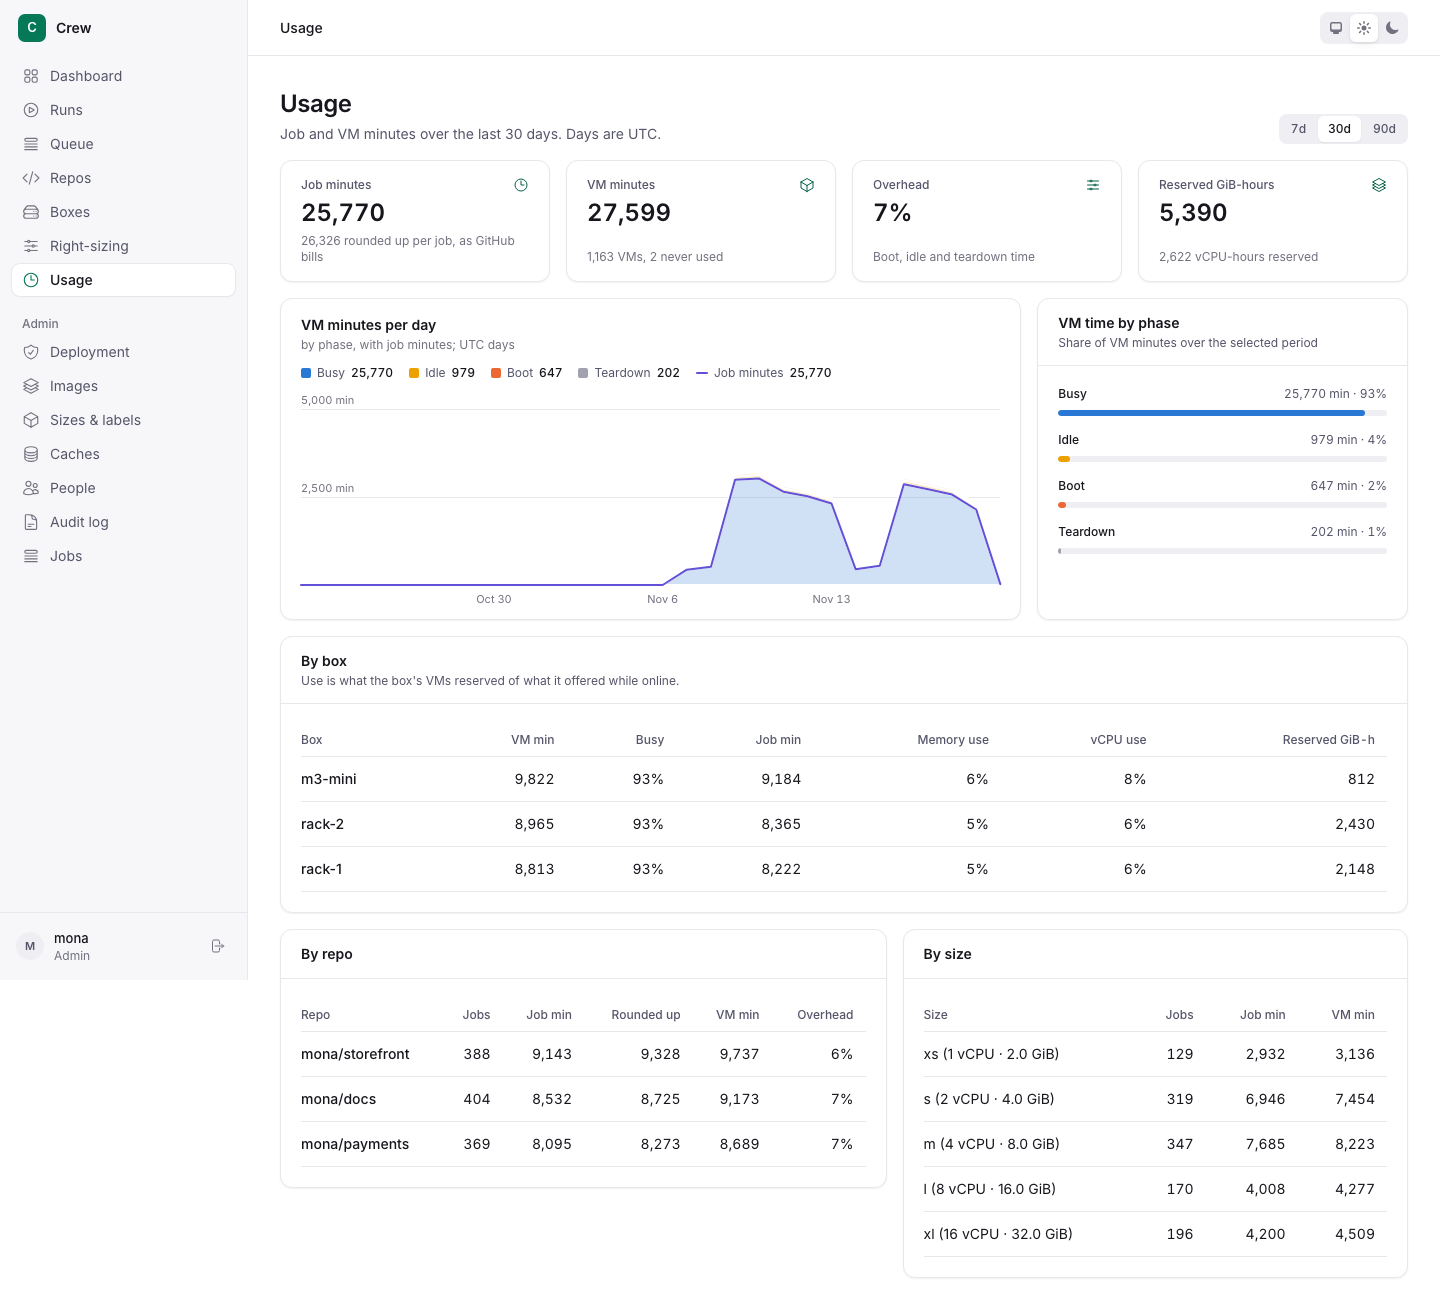 C Crew
Dashboard
Runs
Queue
Repos
Boxes
Right-sizing
Usage
Admin
Deployment
Images
Sizes & labels
Caches
People
Audit log
Jobs
M
mona
Admin
Usage
Usage
Job and VM minutes over the last 30 days. Days are UTC.
7d 30d 90d
Job minutes
25,770
26,326 rounded up per job, as GitHub
bills
VM minutes
27,599
1,163 VMs, 2 never used
Overhead
7%
Boot, idle and teardown time
Reserved GiB-hours
5,390
2,622 vCPU-hours reserved
VM minutes per day
by phase, with job minutes; UTC days
Busy 25,770 Idle 979 Boot 647 Teardown 202 Job minutes 25,770
5,000 min
2,500 min
Oct 30 Nov 6 Nov 13
VM time by phase
Share of VM minutes over the selected period
Busy 25,770 min · 93%
Idle 979 min · 4%
Boot 647 min · 2%
Teardown 202 min · 1%
By box
Use is what the box's VMs reserved of what it offered while online.
Box VM min Busy Job min Memory use vCPU use Reserved GiB-h
m3-mini 9,822 93% 9,184 6% 8% 812
rack-2 8,965 93% 8,365 5% 6% 2,430
rack-1 8,813 93% 8,222 5% 6% 2,148
By repo
Repo Jobs Job min Rounded up VM min Overhead
mona/storefront 388 9,143 9,328 9,737 6%
mona/docs 404 8,532 8,725 9,173 7%
mona/payments 369 8,095 8,273 8,689 7%
By size
Size Jobs Job min VM min
xs (1 vCPU · 2.0 GiB) 129 2,932 3,136
s (2 vCPU · 4.0 GiB) 319 6,946 7,454
m (4 vCPU · 8.0 GiB) 347 7,685 8,223
l (8 vCPU · 16.0 GiB) 170 4,008 4,277
xl (16 vCPU · 32.0 GiB) 196 4,200 4,509